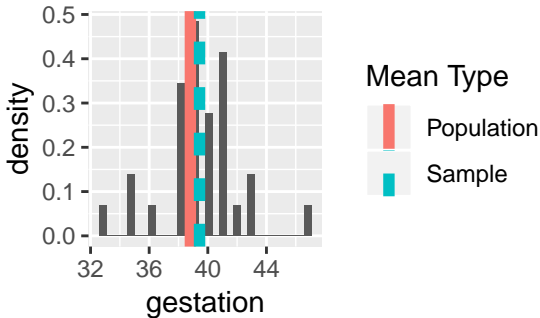 0.5
0.4
0.3
0.2
0.1
0.0
density
32 36 40 44
gestation
Mean Type
Population
Sample